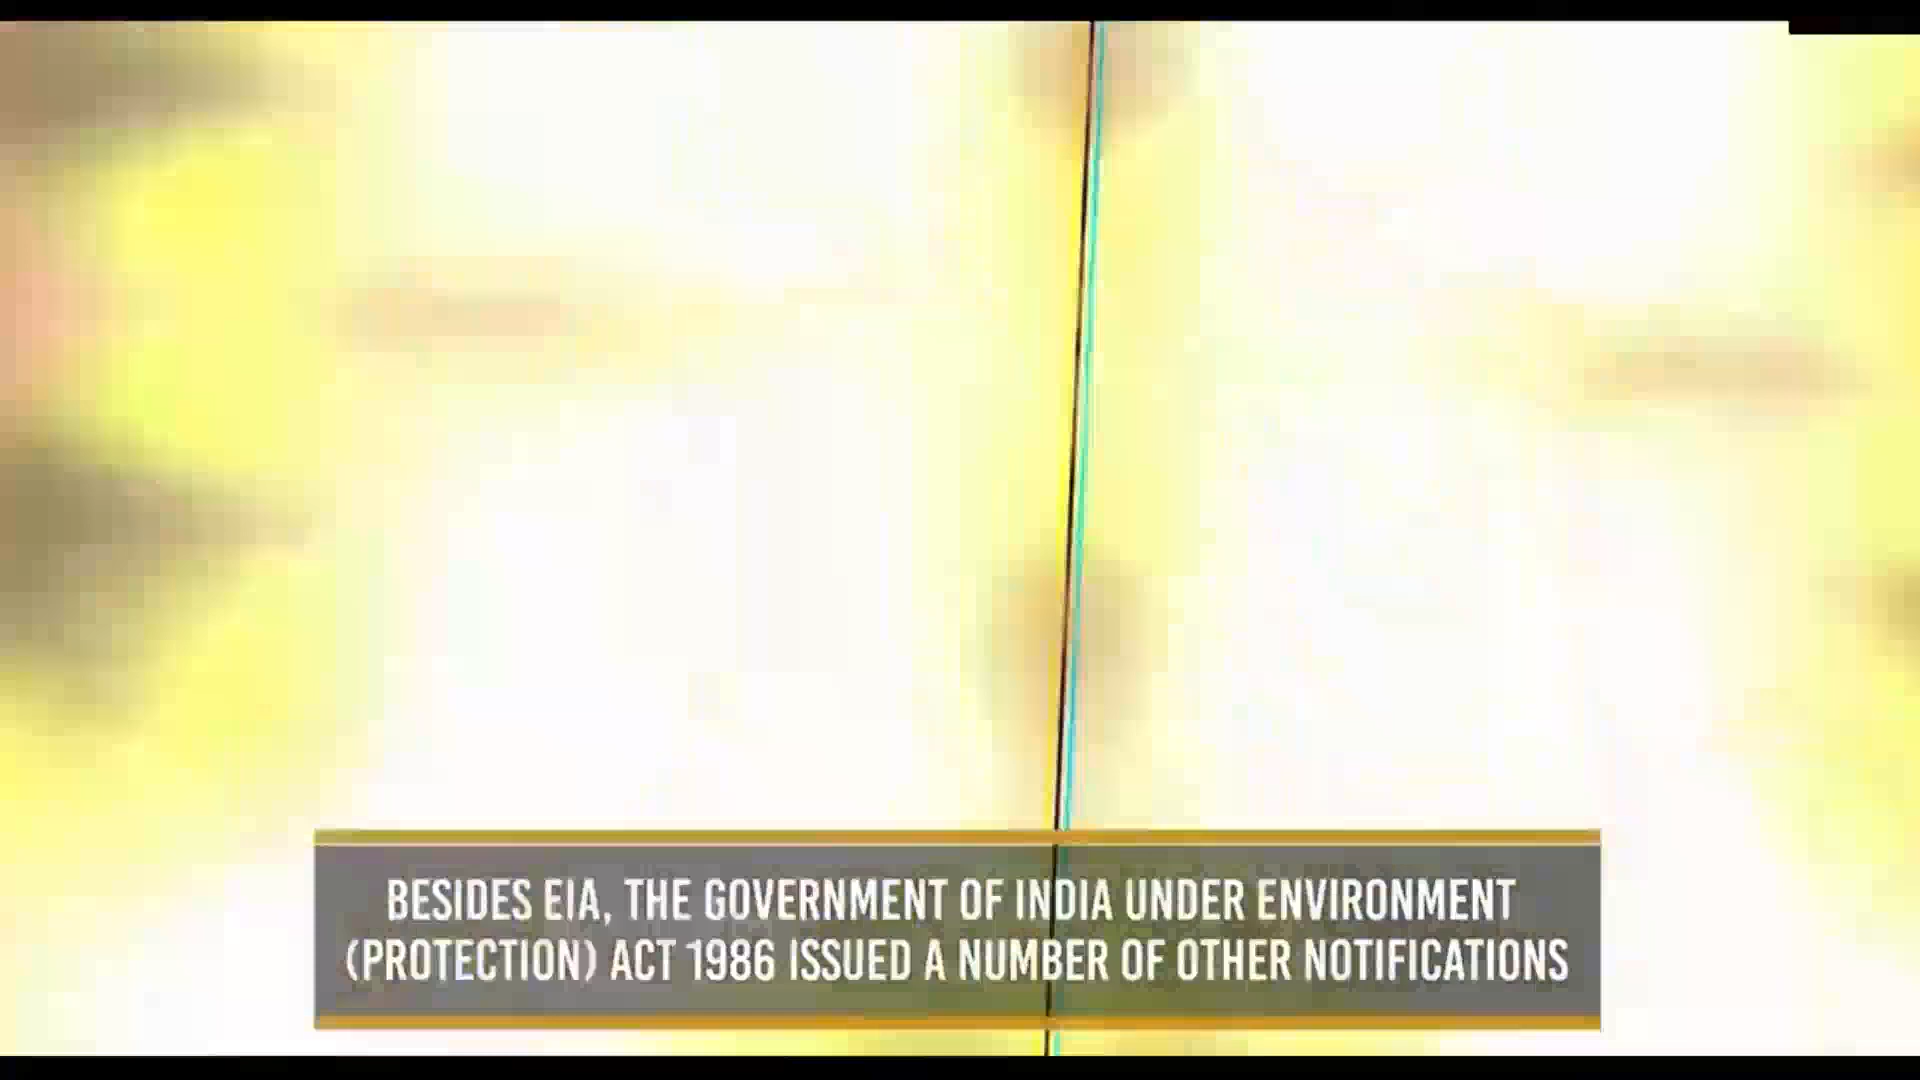 BESIDES EIA, THE GOVERNMENT OF INDIA UNDER ENVIRONMENT
(PROTECTION) ACT 1986 ISSUED A NUMBER OF OTHER NOTIFICATIONS